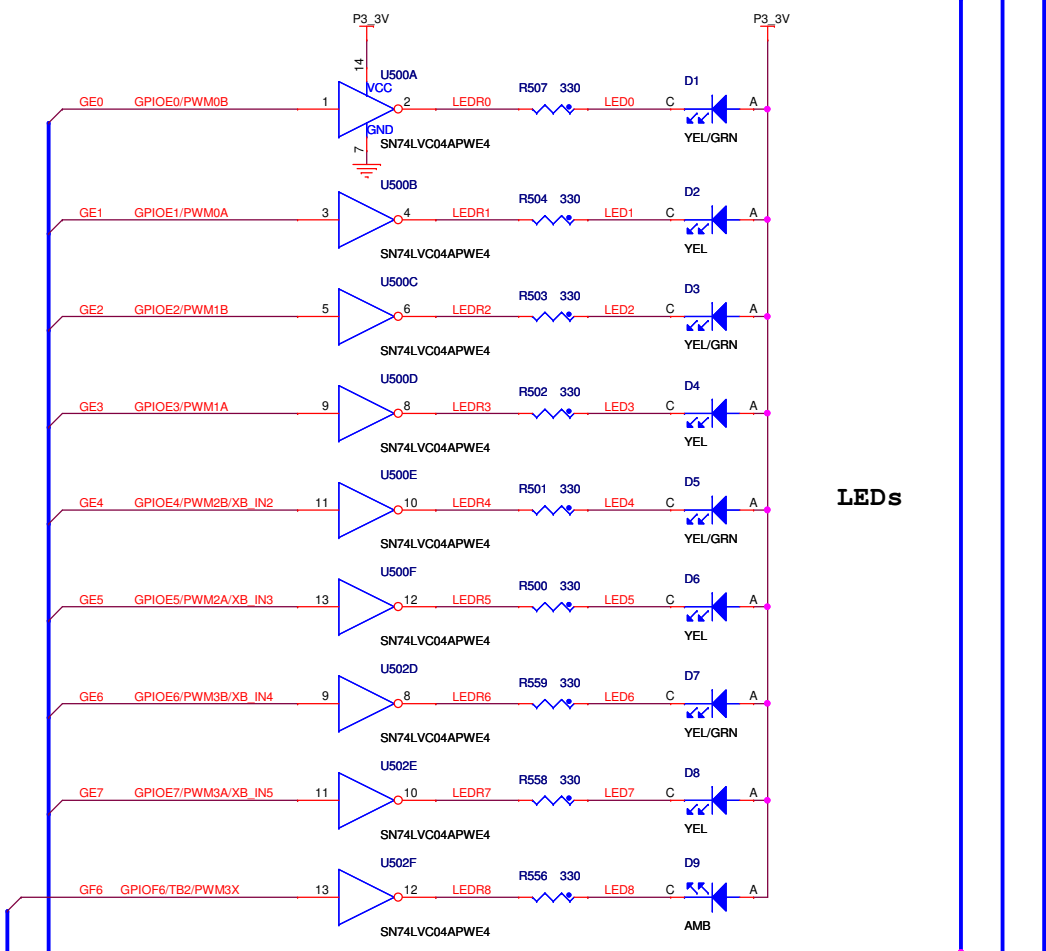 P3_3V P3_3V
14 U500A
VCC
GE0 GPIOE0/PWM0B 1 2 LEDR0 R507 330 LED0 C D1 A
GND YEL/GRN
7 SN74LVC04APWE4
U500B
GE1 GPIOE1/PWM0A 3 4 LEDR1 R504 330 LED1 C D2 A
SN74LVC04APWE4 YEL
U500C
GE2 GPIOE2/PWM1B 5 6 LEDR2 R503 330 LED2 C D3 A
SN74LVC04APWE4 YEL/GRN
U500D
GE3 GPIOE3/PWM1A 9 8 LEDR3 R502 330 LED3 C D4 A
SN74LVC04APWE4 YEL
U500E
GE4 GPIOE4/PWM2B/XB_IN2 11 10 LEDR4 R501 330 LED4 C D5 A
LEDs
SN74LVC04APWE4 YEL/GRN
U500F
GE5 GPIOE5/PWM2A/XB_IN3 13 12 LEDR5 R500 330 LED5 C D6 A
SN74LVC04APWE4 YEL
U502D
GE6 GPIOE6/PWM3B/XB_IN4 9 8 LEDR6 R559 330 LED6 C D7 A
SN74LVC04APWE4 YEL/GRN
U502E
GE7 GPIOE7/PWM3A/XB_IN5 11 10 LEDR7 R558 330 LED7 C D8 A
SN74LVC04APWE4 YEL
U502F
GF6 GPIOF6/TB2/PWM3X 13 12 LEDR8 R556 330 LED8 C D9 A
SN74LVC04APWE4 AMB